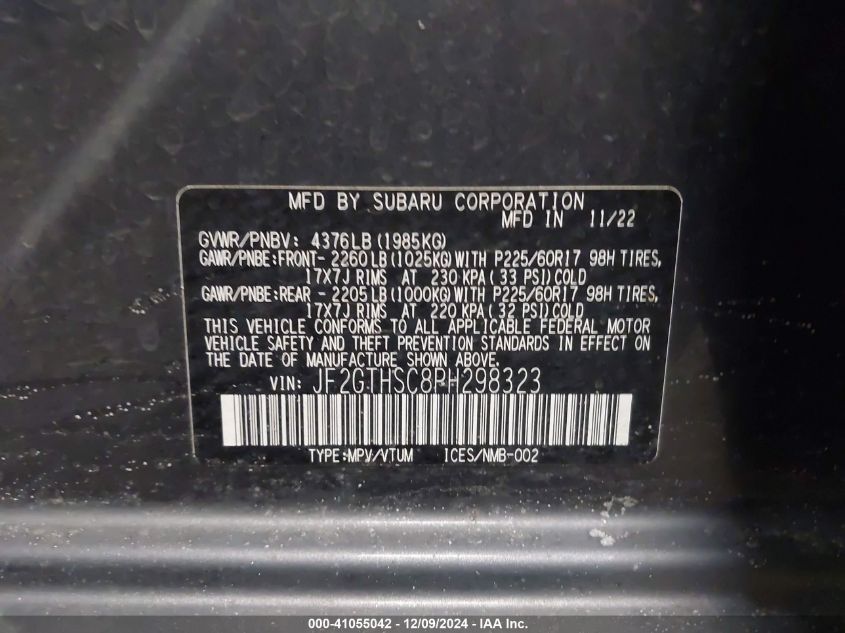 MFD BY SUBARU CORPORATION
MFD IN 11/22
GVWR/PNBV: 4376LB (1985KG)
GAWR/PNBE:FRONT- 2260LB (1025KG) WITH P225/60R17 98H TIRES,
17X7J RIMS AT 230 KPA (33 PSI) COLD
GAWR/PNBE:REAR - 2205LB (1000KG) WITH P225/60R17 98H TIRES,
17X7J RIMS AT 220 KPA (32 PSI) COLD
THIS VEHICLE CONFORMS TO ALL APPLICABLE FEDERAL MOTOR
VEHICLE SAFETY AND THEFT PREVENTION STANDARDS IN EFFECT ON
THE DATE OF MANUFACTURE SHOWN ABOVE.
VIN: JF2GTHSC8PH298323
TYPE:MPV/VTUM ICES/NMB-002
000-41055042 - 12/09/2024 - IAA Inc.